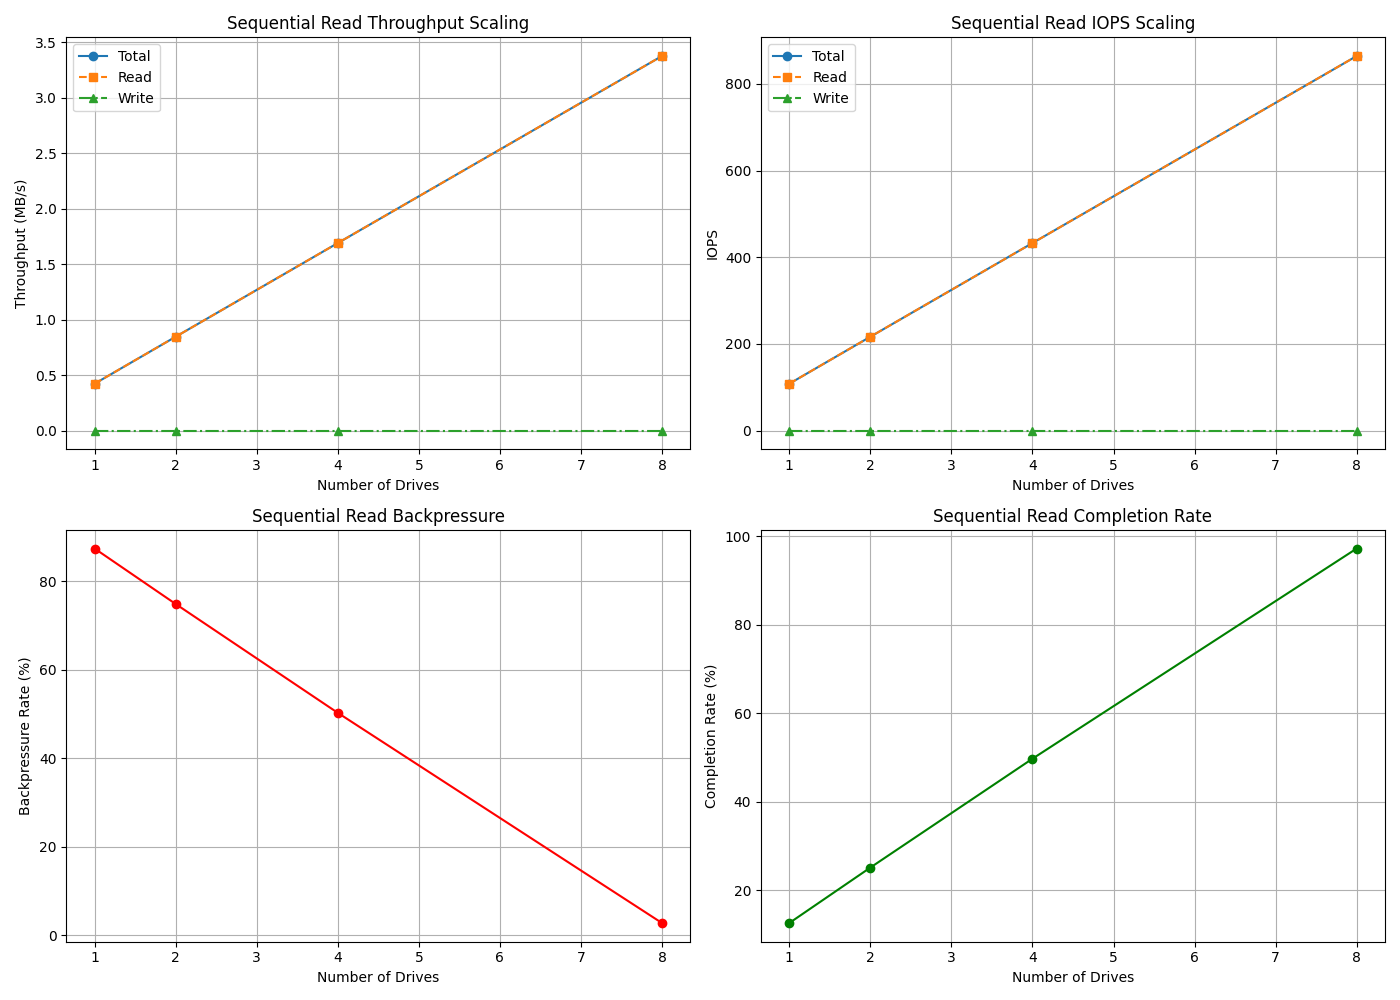 Sequential Read Throughput Scaling
Total
Read
Write
3.5
3.0
2.5
2.0
1.5
1.0
0.5
0.0
Throughput (MB/s)
1 2 3 4 5 6 7 8
Number of Drives
Sequential Read IOPS Scaling
Total
Read
Write
800
600
400
200
0
IOPS
1 2 3 4 5 6 7 8
Number of Drives
Sequential Read Backpressure
80
60
40
20
0
Backpressure Rate (%)
1 2 3 4 5 6 7 8
Number of Drives
Sequential Read Completion Rate
100
80
60
40
20
Completion Rate (%)
1 2 3 4 5 6 7 8
Number of Drives